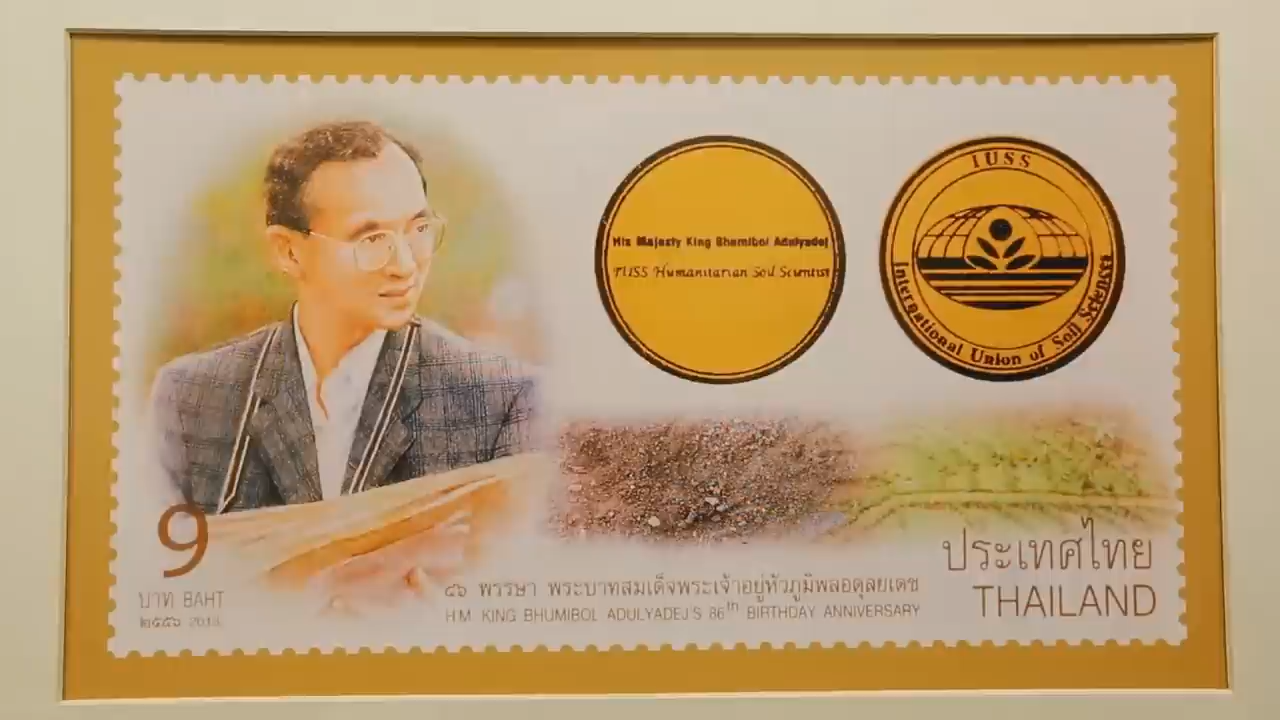 His Majesty King Bhumibol Adulyadej
IUSS Humanitarian Soil Scientist
IUSS
International Union of Soil Sciences
9
บาท BAHT
๒๕๕๖ 2013
๘๖ พรรษา พระบาทสมเด็จพระเจ้าอยู่หัวภูมิพลอดุลยเดช
H.M. KING BHUMIBOL ADULYADEJ'S 86th BIRTHDAY ANNIVERSARY
ประเทศไทย
THAILAND